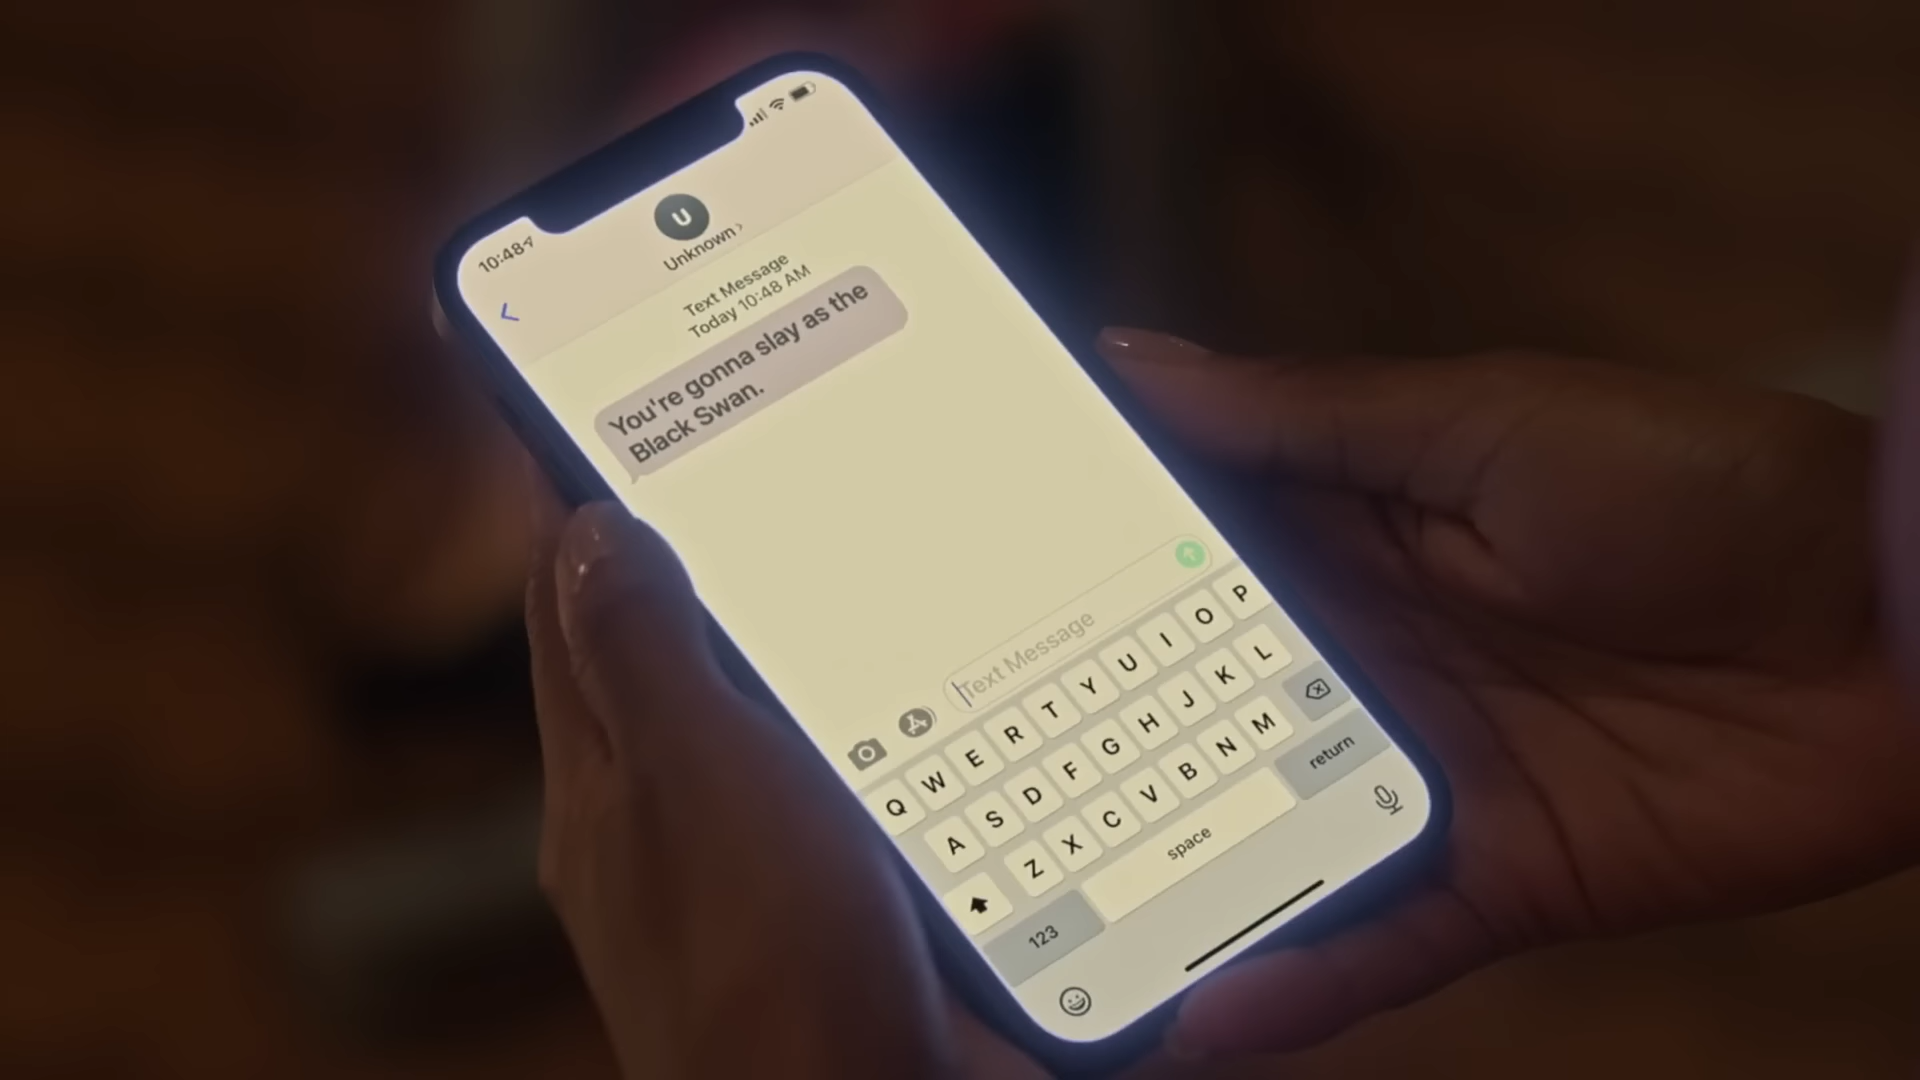 10:48
U
Unknown
Text Message
Today 10:48 AM
You're gonna slay as the
Black Swan.
Text Message
Q W E R T Y U I O P
A S D F G H J K L
Z X C V B N M
123 space return